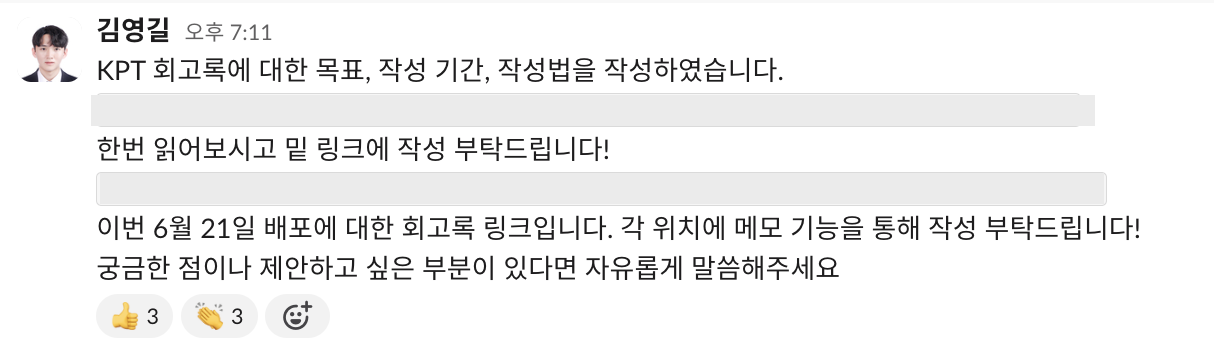 김영길 오후 7:11
KPT 회고록에 대한 목표, 작성 기간, 작성법을 작성하였습니다.
한번 읽어보시고 밑 링크에 작성 부탁드립니다!
이번 6월 21일 배포에 대한 회고록 링크입니다. 각 위치에 메모 기능을 통해 작성 부탁드립니다!
궁금한 점이나 제안하고 싶은 부분이 있다면 자유롭게 말씀해주세요
👍 3 👏 3